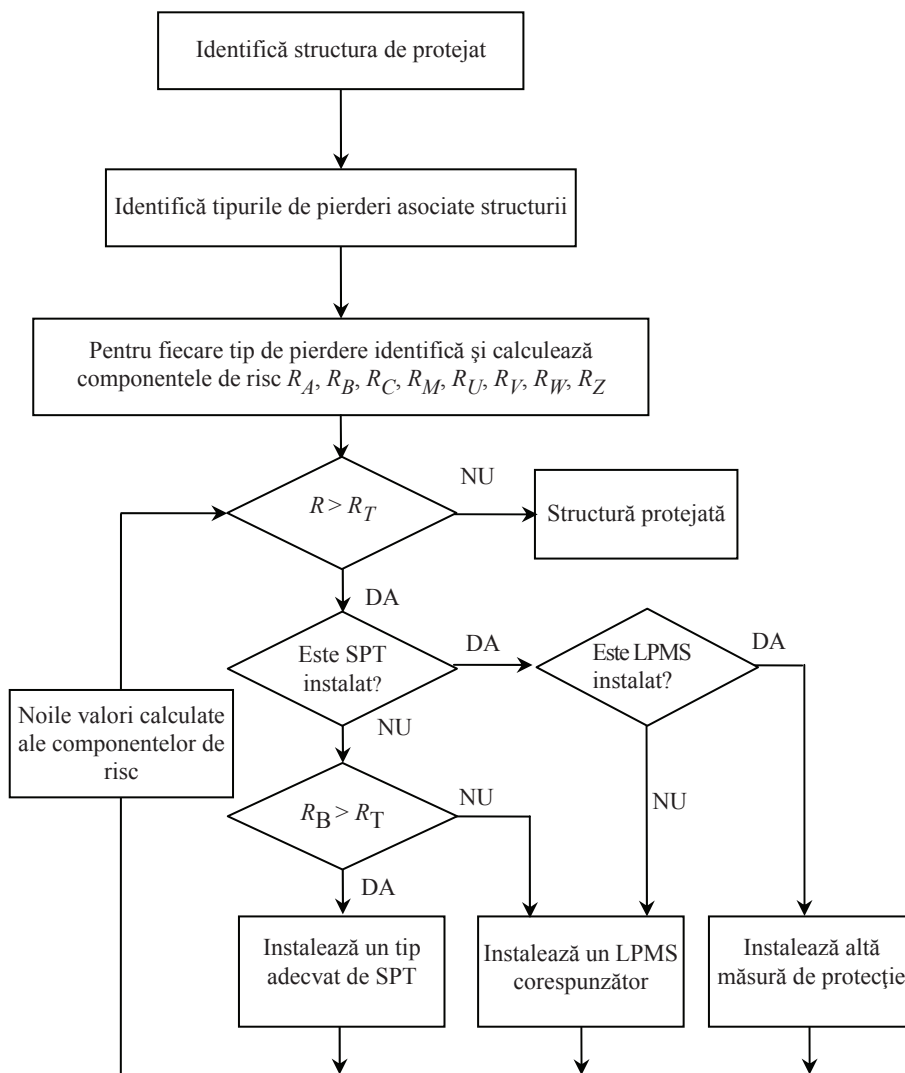 Identifică structura de protejat
Identifică tipurile de pierderi asociate structurii
Pentru fiecare tip de pierdere identifică şi calculează
componentele de risc R_A, R_B, R_C, R_M, R_U, R_V, R_W, R_Z
R > R_T
NU
Structură protejată
DA
Este SPT
instalat?
DA
Este LPMS
instalat?
DA
Noile valori calculate
ale componentelor de
risc
NU
R_B > R_T
NU
NU
DA
Instalează un tip
adecvat de SPT
Instalează un LPMS
corespunzător
Instalează altă
măsură de protecţie